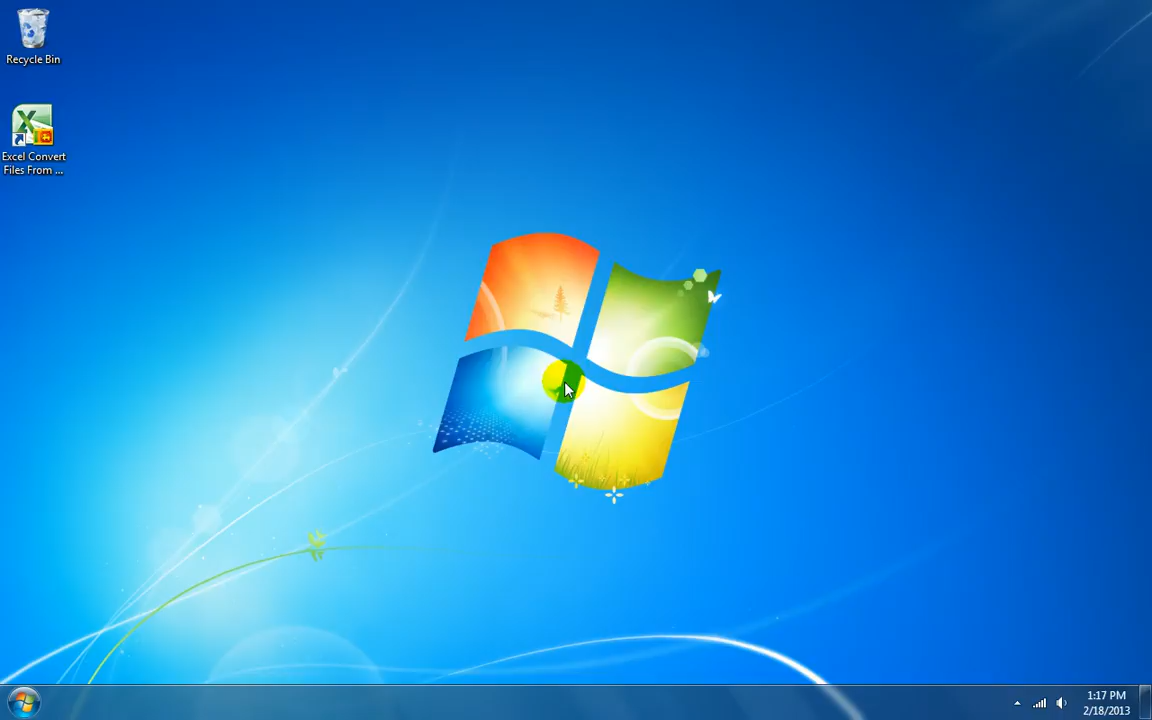 Recycle Bin
Excel Convert
Files From ...
1:17 PM
2/18/2013